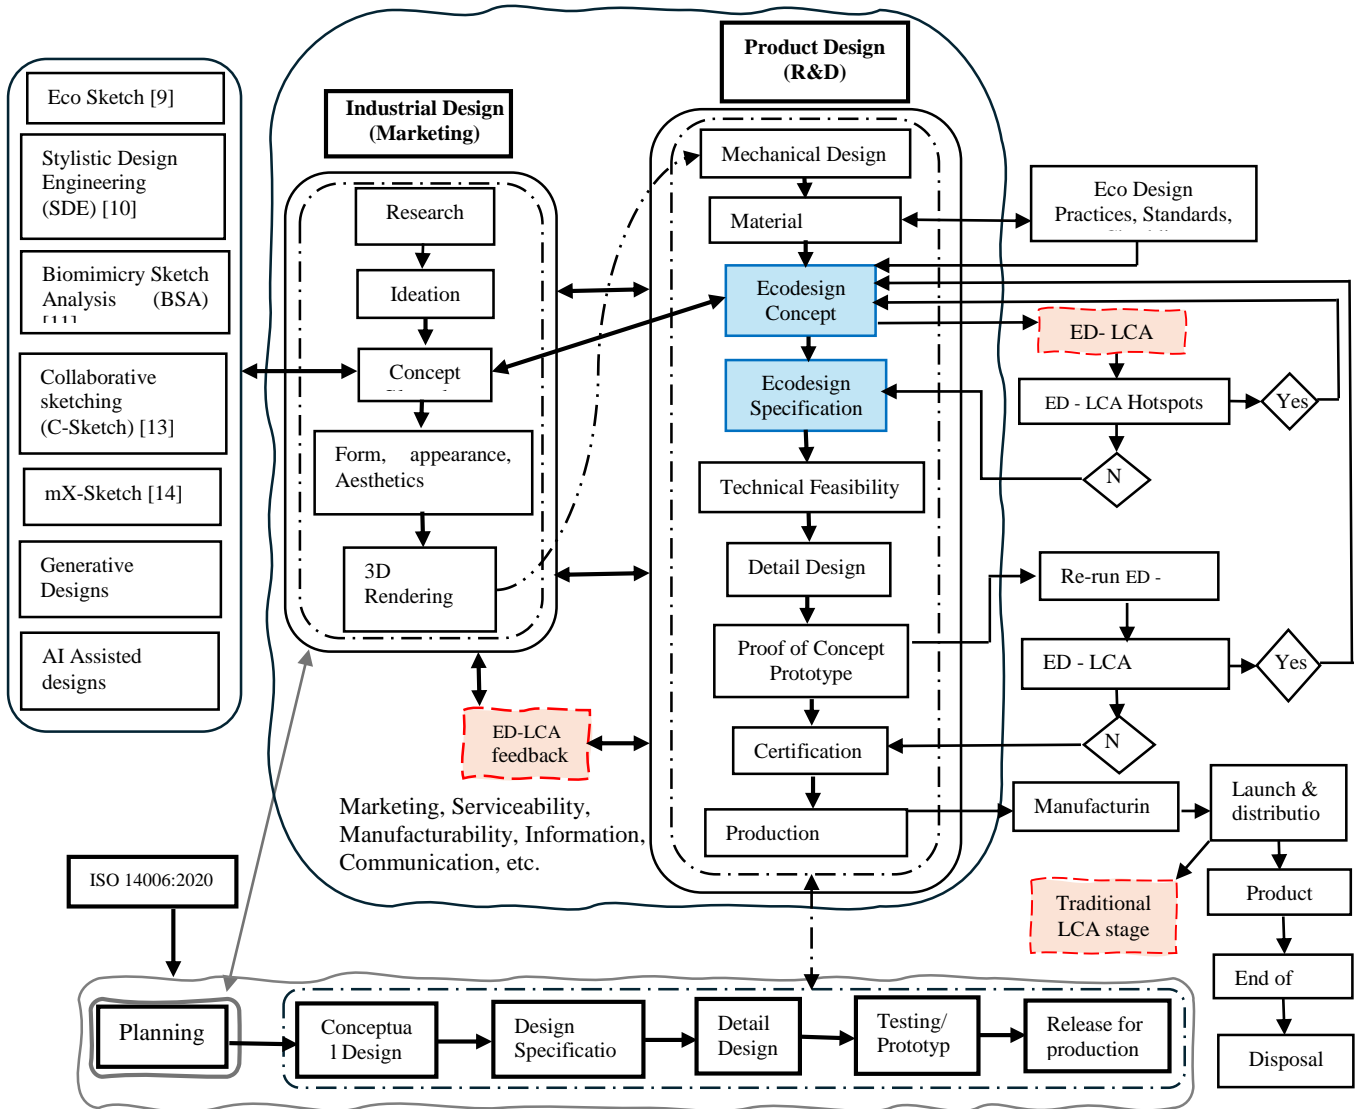 Eco Sketch [9]
Stylistic Design
Engineering
(SDE) [10]
Biomimicry Sketch
Analysis (BSA)
[11]
Collaborative
sketching
(C-Sketch) [13]
mX-Sketch [14]
Generative
Designs
AI Assisted
designs
Industrial Design
(Marketing)
Research
Ideation
Concept
Form, appearance,
Aesthetics
3D
Rendering
ED-LCA
feedback
Marketing, Serviceability,
Manufacturability, Information,
Communication, etc.
Product Design
(R&D)
Mechanical Design
Material
Ecodesign
Concept
Ecodesign
Specification
Technical Feasibility
Detail Design
Proof of Concept
Prototype
Certification
Production
Eco Design
Practices, Standards,
ED- LCA
ED - LCA Hotspots
Yes
N
Re-run ED -
ED - LCA
Yes
N
Manufacturin
Launch &
distributio
Traditional
LCA stage
Product
End of
Disposal
ISO 14006:2020
Planning
Conceptua
l Design
Design
Specificatio
Detail
Design
Testing/
Prototyp
Release for
production